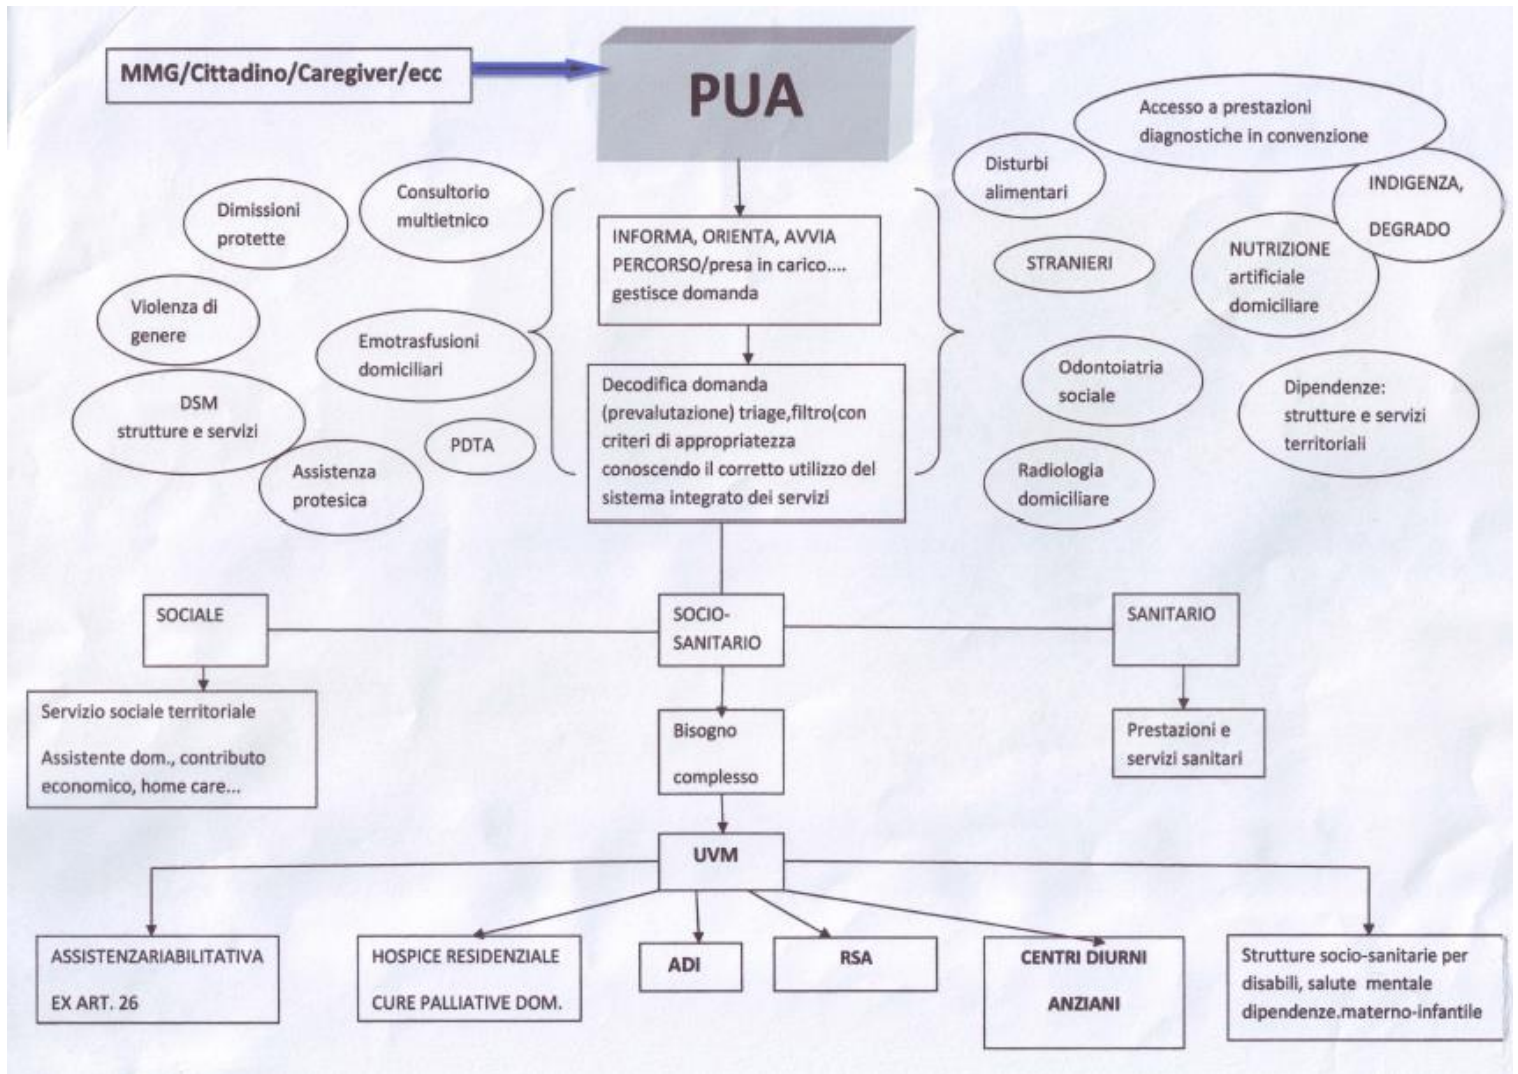 MMG/Cittadino/Caregiver/ecc
PUA
Accesso a prestazioni
diagnostiche in convenzione
Disturbi
alimentari
INDIGENZA,
DEGRADO
Consultorio
multietnico
Dimissioni
protette
INFORMA, ORIENTA, AVVIA
PERCORSO/presa in carico....
gestisce domanda
STRANIERI
NUTRIZIONE
artificiale
domiciliare
Violenza di
genere
Emotrasfusioni
domiciliari
Decodifica domanda
(prevalutazione) triage,filtro(con
criteri di appropriatezza
conoscendo il corretto utilizzo del
sistema integrato dei servizi
Odontoiatria
sociale
Dipendenze:
strutture e servizi
territoriali
DSM
strutture e servizi
PDTA
Assistenza
protesica
Radiologia
domiciliare
SOCIALE
SOCIO-
SANITARIO
SANITARIO
Servizio sociale territoriale
Assistente dom., contributo
economico, home care...
Bisogno
complesso
Prestazioni e
servizi sanitari
UVM
ASSISTENZARIABILITATIVA
EX ART. 26
HOSPICE RESIDENZIALE
CURE PALLIATIVE DOM.
ADI
RSA
CENTRI DIURNI
ANZIANI
Strutture socio-sanitarie per
disabili, salute mentale
dipendenze.materno-infantile